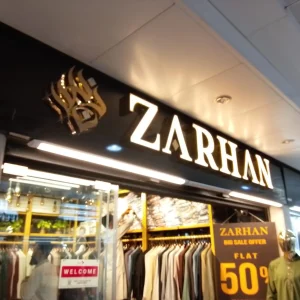 ZARHAN
WELCOME
ZARHAN
BIG SALE OFFER
FLAT
50%